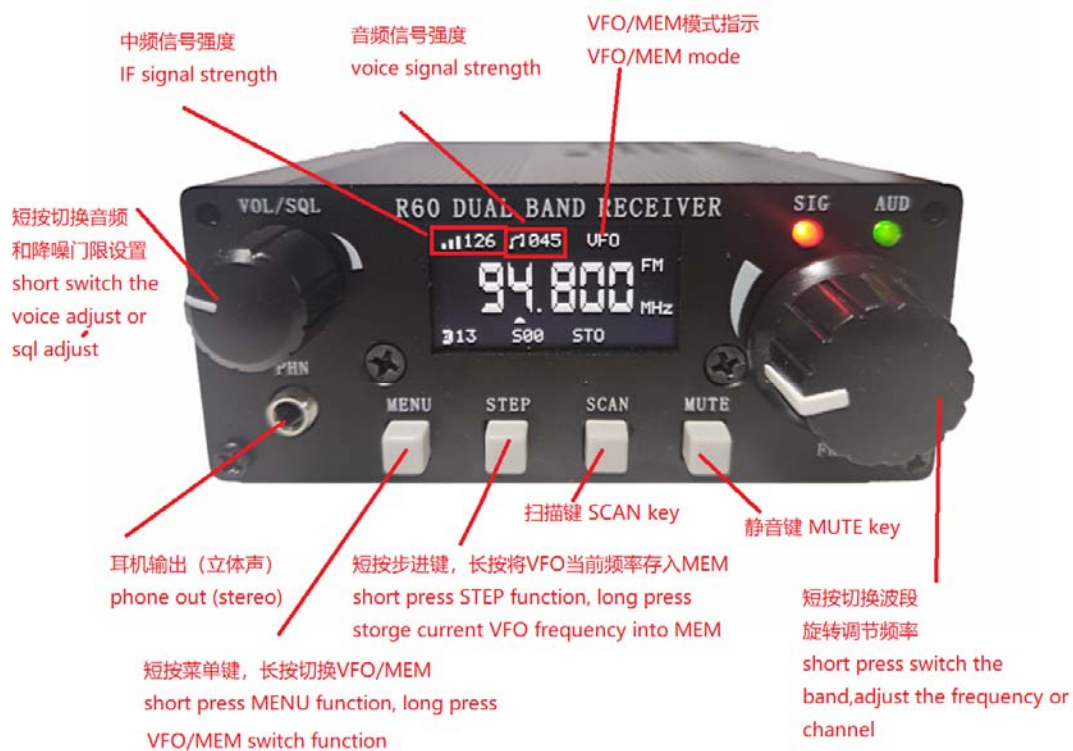 中频信号强度
IF signal strength
音频信号强度
voice signal strength
VFO/MEM模式指示
VFO/MEM mode
短按切换音频
和降噪门限设置
short switch the
voice adjust or
sql adjust
VOL/SQL
R60 DUAL BAND RECEIVER
SIG
AUD
126
045
VFO
94.800
FM
MHz
13
S00
STO
PHN
MENU
STEP
SCAN
MUTE
扫描键 SCAN key
静音键 MUTE key
耳机输出（立体声）
phone out (stereo)
短按步进键，长按将VFO当前频率存入MEM
short press STEP function, long press
storge current VFO frequency into MEM
短按菜单键，长按切换VFO/MEM
short press MENU function, long press
VFO/MEM switch function
短按切换波段
旋转调节频率
short press switch the
band,adjust the frequency or
channel